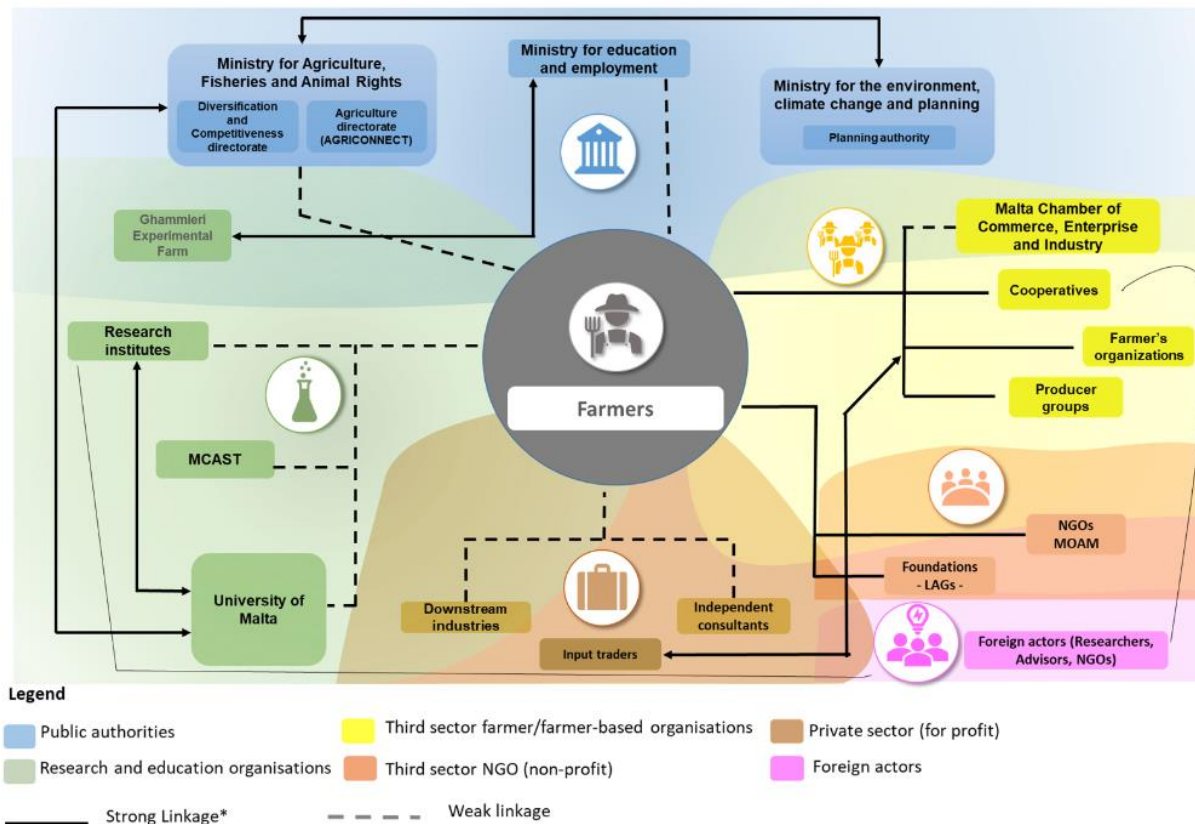 Ministry for Agriculture,
Fisheries and Animal Rights
Diversification
and
Competitiveness
directorate
Agriculture
directorate
(AGRICONNECT)
Ministry for education
and employment
Ministry for the environment,
climate change and planning
Planning authority
Ghammieri
Experimental
Farm
Malta Chamber of
Commerce, Enterprise
and Industry
Cooperatives
Research
institutes
Farmer's
organizations
Farmers
Producer
groups
MCAST
NGOs
MOAM
Foundations
- LAGs -
University of
Malta
Downstream
industries
Independent
consultants
Input traders
Foreign actors (Researchers,
Advisors, NGOs)
Legend
Public authorities
Third sector farmer/farmer-based organisations
Private sector (for profit)
Research and education organisations
Third sector NGO (non-profit)
Foreign actors
Strong Linkage*
Weak linkage